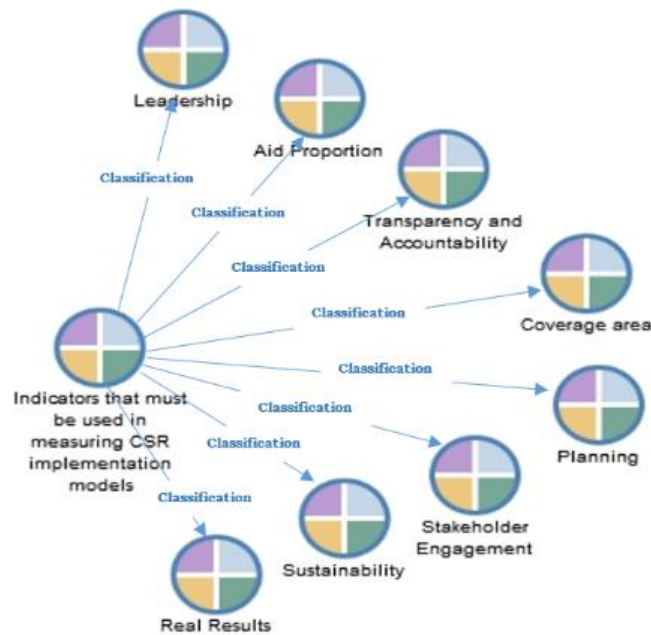 Leadership
Classification
Aid Proportion
Classification
Transparency and
Accountability
Classification
Coverage area
Classification
Indicators that must
be used in
measuring CSR
implementation
models
Classification
Planning
Classification
Stakeholder
Engagement
Classification
Sustainability
Classification
Real Results